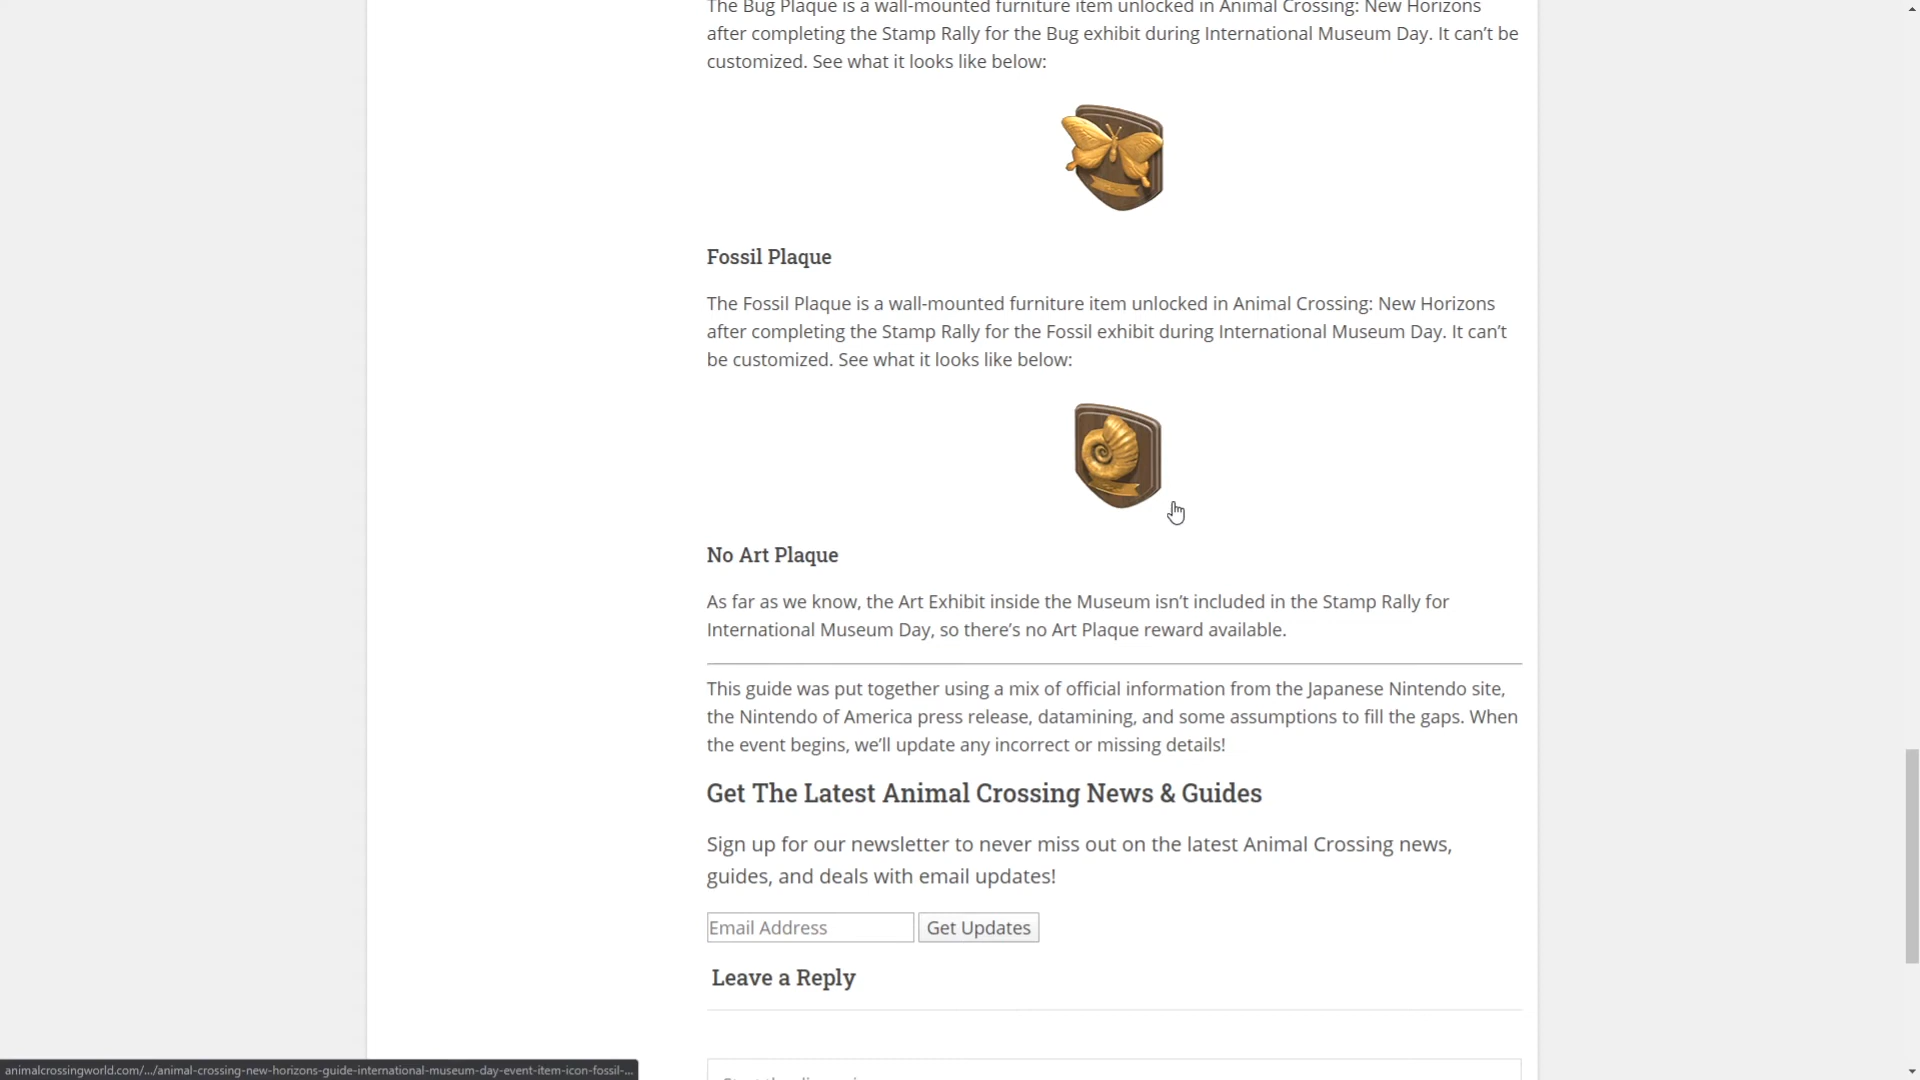 The Bug Plaque is a wall-mounted furniture item unlocked in Animal Crossing: New Horizons
after completing the Stamp Rally for the Bug exhibit during International Museum Day. It can’t be
customized. See what it looks like below:
Fossil Plaque
The Fossil Plaque is a wall-mounted furniture item unlocked in Animal Crossing: New Horizons
after completing the Stamp Rally for the Fossil exhibit during International Museum Day. It can’t
be customized. See what it looks like below:
No Art Plaque
As far as we know, the Art Exhibit inside the Museum isn’t included in the Stamp Rally for
International Museum Day, so there’s no Art Plaque reward available.
This guide was put together using a mix of official information from the Japanese Nintendo site,
the Nintendo of America press release, datamining, and some assumptions to fill the gaps. When
the event begins, we’ll update any incorrect or missing details!
Get The Latest Animal Crossing News & Guides
Sign up for our newsletter to never miss out on the latest Animal Crossing news,
guides, and deals with email updates!
Email Address Get Updates
Leave a Reply
animalcrossingworld.com/.../animal-crossing-new-horizons-guide-international-museum-day-event-item-icon-fossil-...